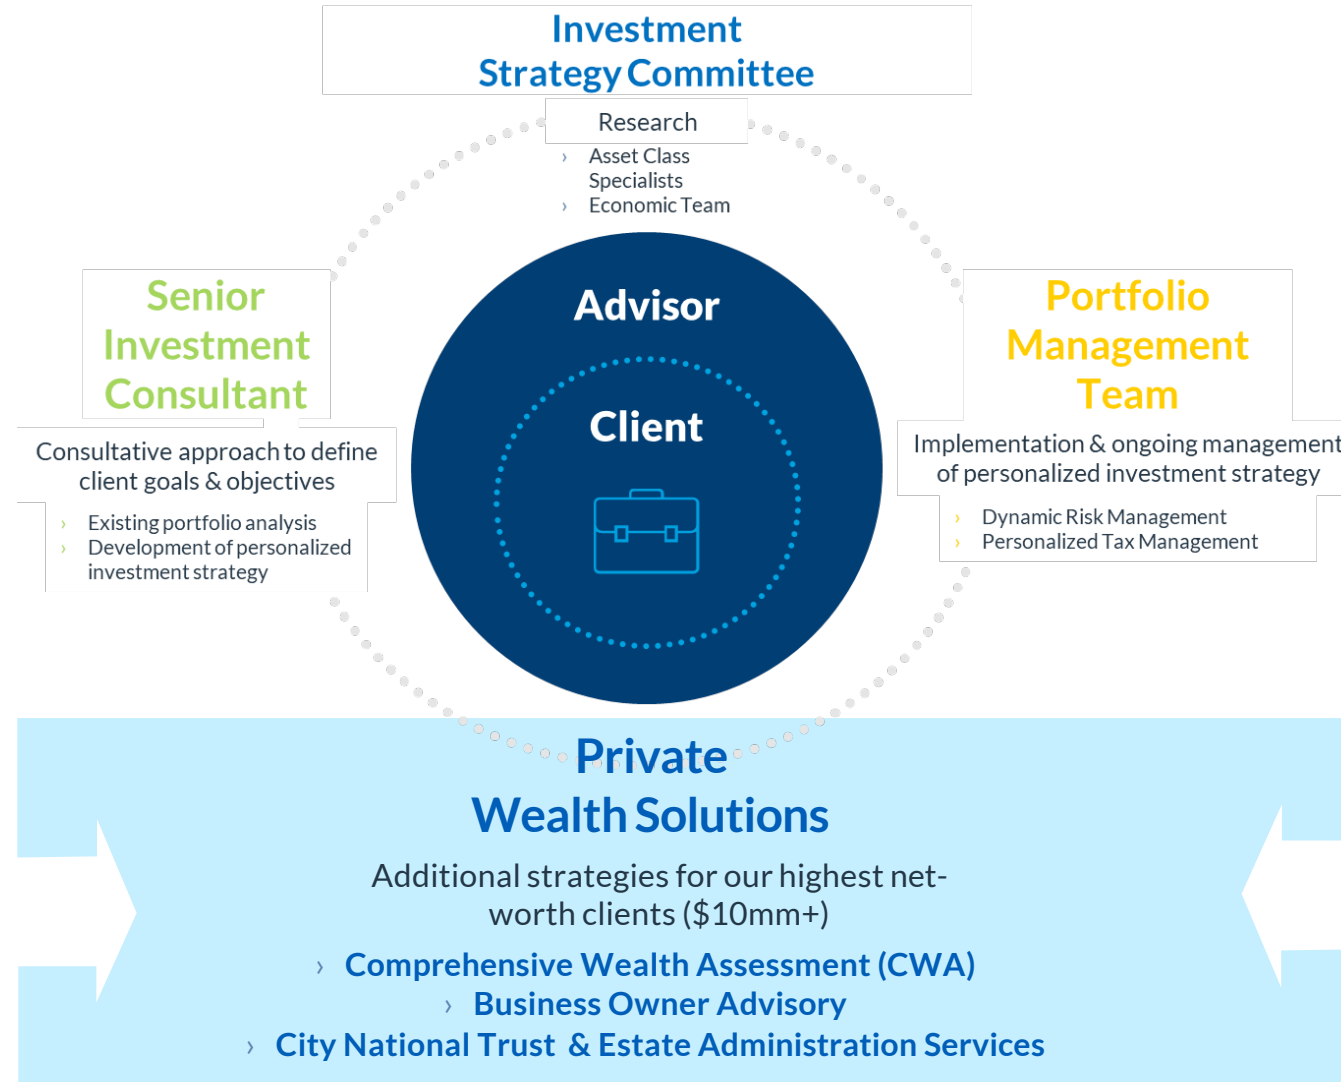 Investment
Strategy Committee
Research
› Asset Class
Specialists
› Economic Team
Senior
Investment
Consultant
Consultative approach to define
client goals & objectives
› Existing portfolio analysis
› Development of personalized
investment strategy
Advisor
Client
Portfolio
Management
Team
Implementation & ongoing management
of personalized investment strategy
› Dynamic Risk Management
› Personalized Tax Management
Private
Wealth Solutions
Additional strategies for our highest net-
worth clients ($10mm+)
› Comprehensive Wealth Assessment (CWA)
› Business Owner Advisory
› City National Trust & Estate Administration Services